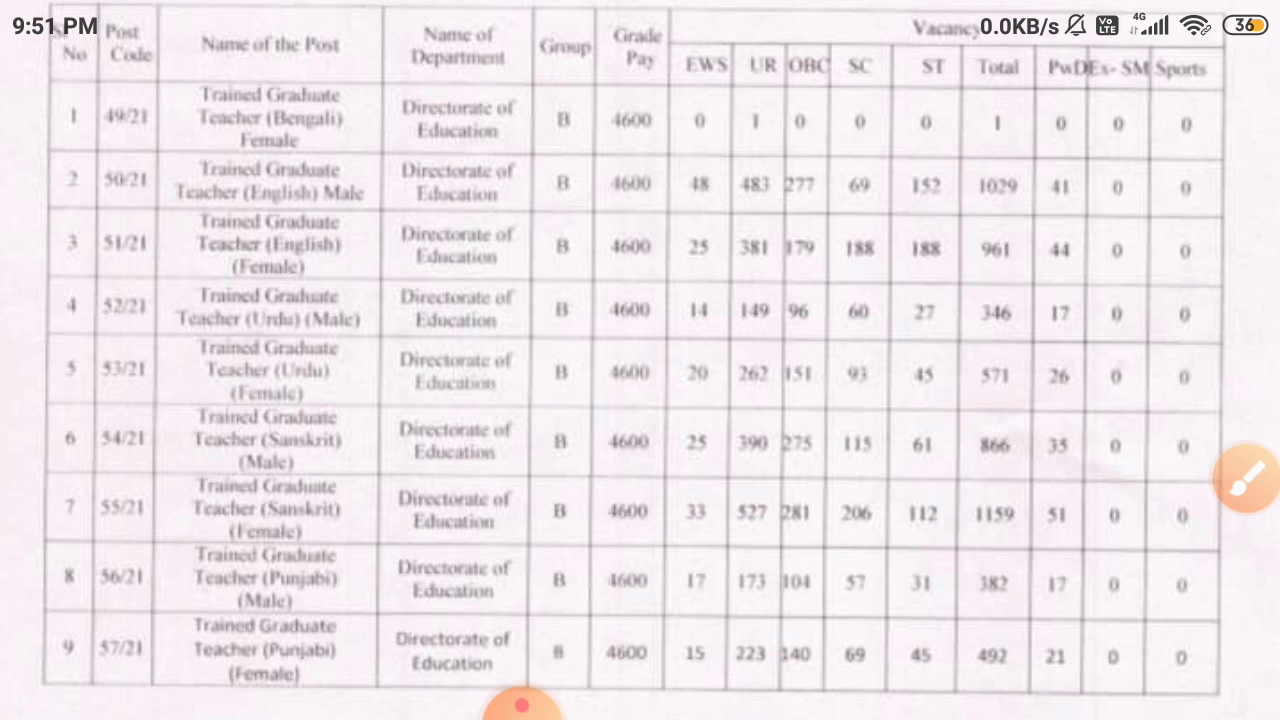 9:51 PM 0.0KB/s Vo LTE 4G 36
No Post Code Name of the Post Name of Department Group Grade Pay Vacancy
EWS UR OBC SC ST Total PwD Ex- SM Sports
1 49/21 Trained Graduate Teacher (Bengali) Female Directorate of Education B 4600 0 1 0 0 0 1 0 0 0
2 50/21 Trained Graduate Teacher (English) Male Directorate of Education B 4600 48 483 277 69 152 1029 41 0 0
3 51/21 Trained Graduate Teacher (English) (Female) Directorate of Education B 4600 25 381 179 188 188 961 44 0 0
4 52/21 Trained Graduate Teacher (Urdu) (Male) Directorate of Education B 4600 14 149 96 60 27 346 17 0 0
5 53/21 Trained Graduate Teacher (Urdu) (Female) Directorate of Education B 4600 20 262 151 93 45 571 26 0 0
6 54/21 Trained Graduate Teacher (Sanskrit) (Male) Directorate of Education B 4600 25 390 275 115 61 866 35 0 0
7 55/21 Trained Graduate Teacher (Sanskrit) (Female) Directorate of Education B 4600 33 527 281 206 112 1159 51 0 0
8 56/21 Trained Graduate Teacher (Punjabi) (Male) Directorate of Education B 4600 17 173 104 57 31 382 17 0 0
9 57/21 Trained Graduate Teacher (Punjabi) (Female) Directorate of Education B 4600 15 223 140 69 45 492 21 0 0